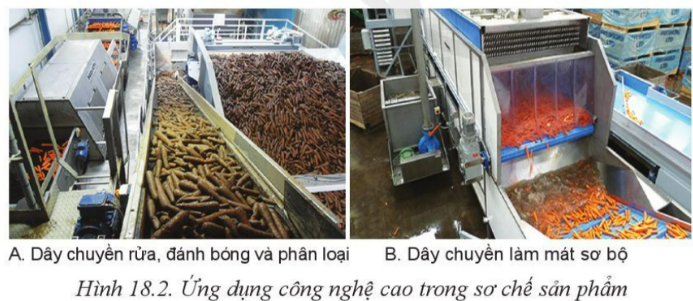 A. Dây chuyền rửa, đánh bóng và phân loại
B. Dây chuyền làm mát sơ bộ
Hình 18.2. Ứng dụng công nghệ cao trong sơ chế sản phẩm